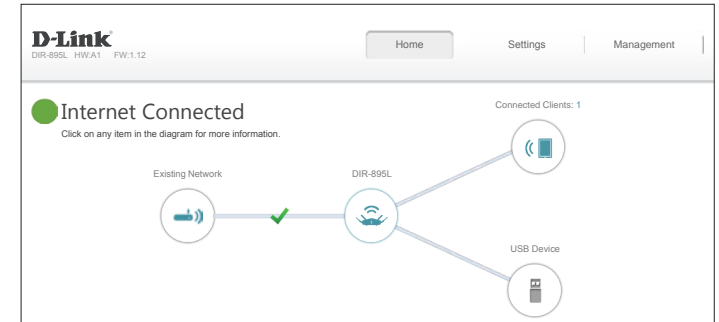 D-Link
DIR-895L HW:A1 FW:1.12
Home
Settings
Management
Internet Connected
Click on any item in the diagram for more information.
Connected Clients: 1
Existing Network
DIR-895L
USB Device